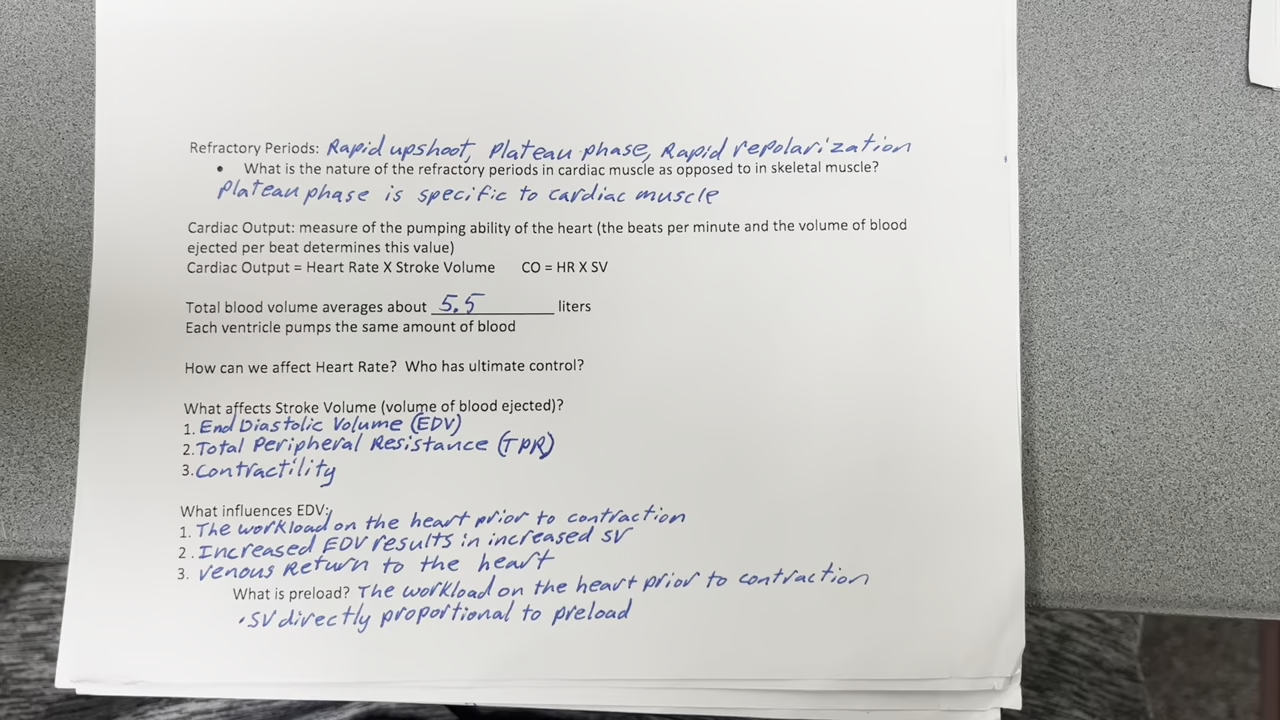 Refractory Periods: Rapid upshoot, Plateau phase, Rapid repolarization
• What is the nature of the refractory periods in cardiac muscle as opposed to in skeletal muscle?
Plateau phase is specific to cardiac muscle
Cardiac Output: measure of the pumping ability of the heart (the beats per minute and the volume of blood
ejected per beat determines this value)
Cardiac Output = Heart Rate X Stroke Volume CO = HR X SV
Total blood volume averages about 5.5 liters
Each ventricle pumps the same amount of blood
How can we affect Heart Rate? Who has ultimate control?
What affects Stroke Volume (volume of blood ejected)?
1. End Diastolic Volume (EDV)
2. Total Peripheral Resistance (TPR)
3. Contractility
What influences EDV:
1. The workload on the heart prior to contraction
2. Increased EDV results in increased SV
3. Venous Return to the heart
What is preload? The workload on the heart prior to contraction
• SV directly proportional to preload